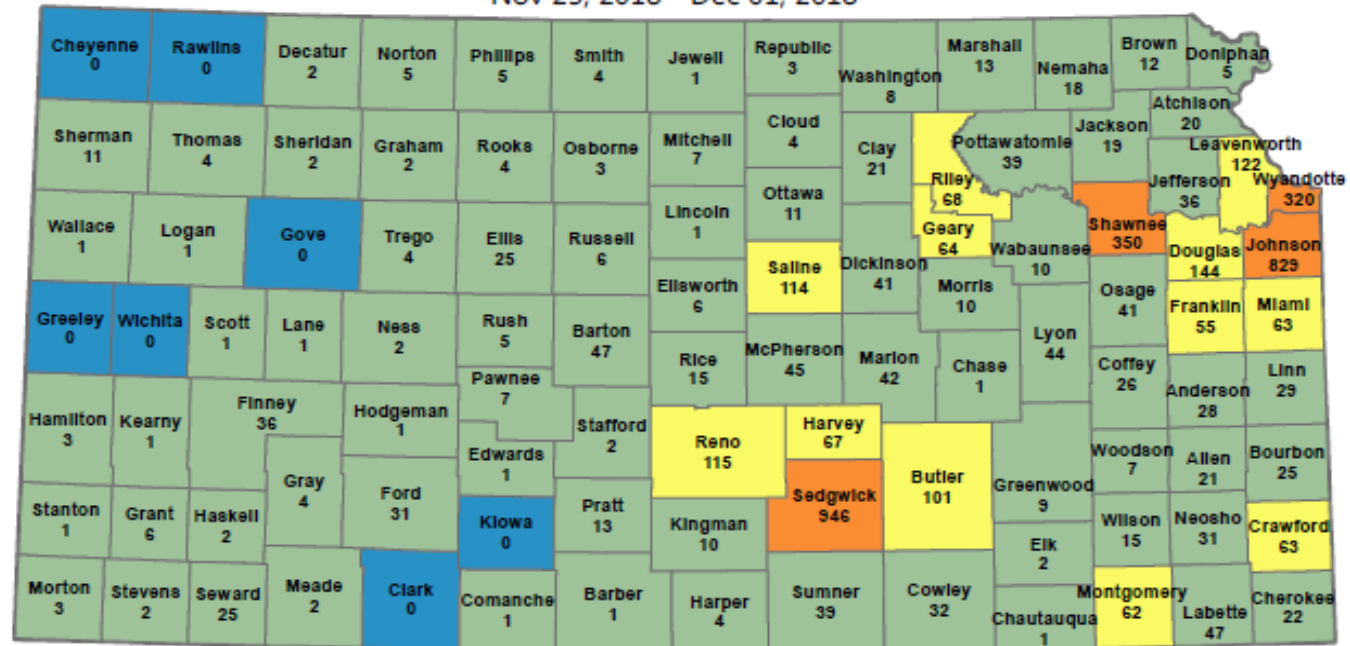 Nov 25, 2018 - Dec 01, 2018
Cheyenne
0
Rawlins
0
Decatur
2
Norton
5
Phillips
5
Smith
4
Jewell
1
Republic
3
Washington
8
Marshall
13
Nemaha
18
Brown
12
Doniphan
5
Sherman
11
Thomas
4
Sheridan
2
Graham
2
Rooks
4
Osborne
3
Mitchell
7
Cloud
4
Clay
21
Riley
68
Pottawatomie
39
Jackson
19
Atchison
20
Jefferson
36
Leavenworth
122
Wyandotte
320
Wallace
1
Logan
1
Gove
0
Trego
4
Ellis
25
Russell
6
Lincoln
1
Ottawa
11
Saline
114
Dickinson
41
Geary
64
Wabaunsee
10
Shawnee
350
Douglas
144
Johnson
829
Greeley
0
Wichita
0
Scott
1
Lane
1
Ness
2
Rush
5
Barton
47
Ellsworth
6
Rice
15
McPherson
45
Marion
42
Morris
10
Chase
1
Lyon
44
Osage
41
Franklin
55
Miami
63
Coffey
26
Anderson
28
Linn
29
Hamilton
3
Kearny
1
Finney
36
Hodgeman
1
Pawnee
7
Stafford
2
Edwards
1
Reno
115
Harvey
67
Sedgwick
946
Butler
101
Greenwood
9
Woodson
7
Allen
21
Bourbon
25
Stanton
1
Grant
6
Haskell
2
Gray
4
Ford
31
Kiowa
0
Pratt
13
Kingman
10
Elk
2
Wilson
15
Neosho
31
Crawford
63
Morton
3
Stevens
2
Seward
25
Meade
2
Clark
0
Comanche
1
Barber
1
Harper
4
Sumner
39
Cowley
32
Chautauqua
1
Montgomery
62
Labette
47
Cherokee
22